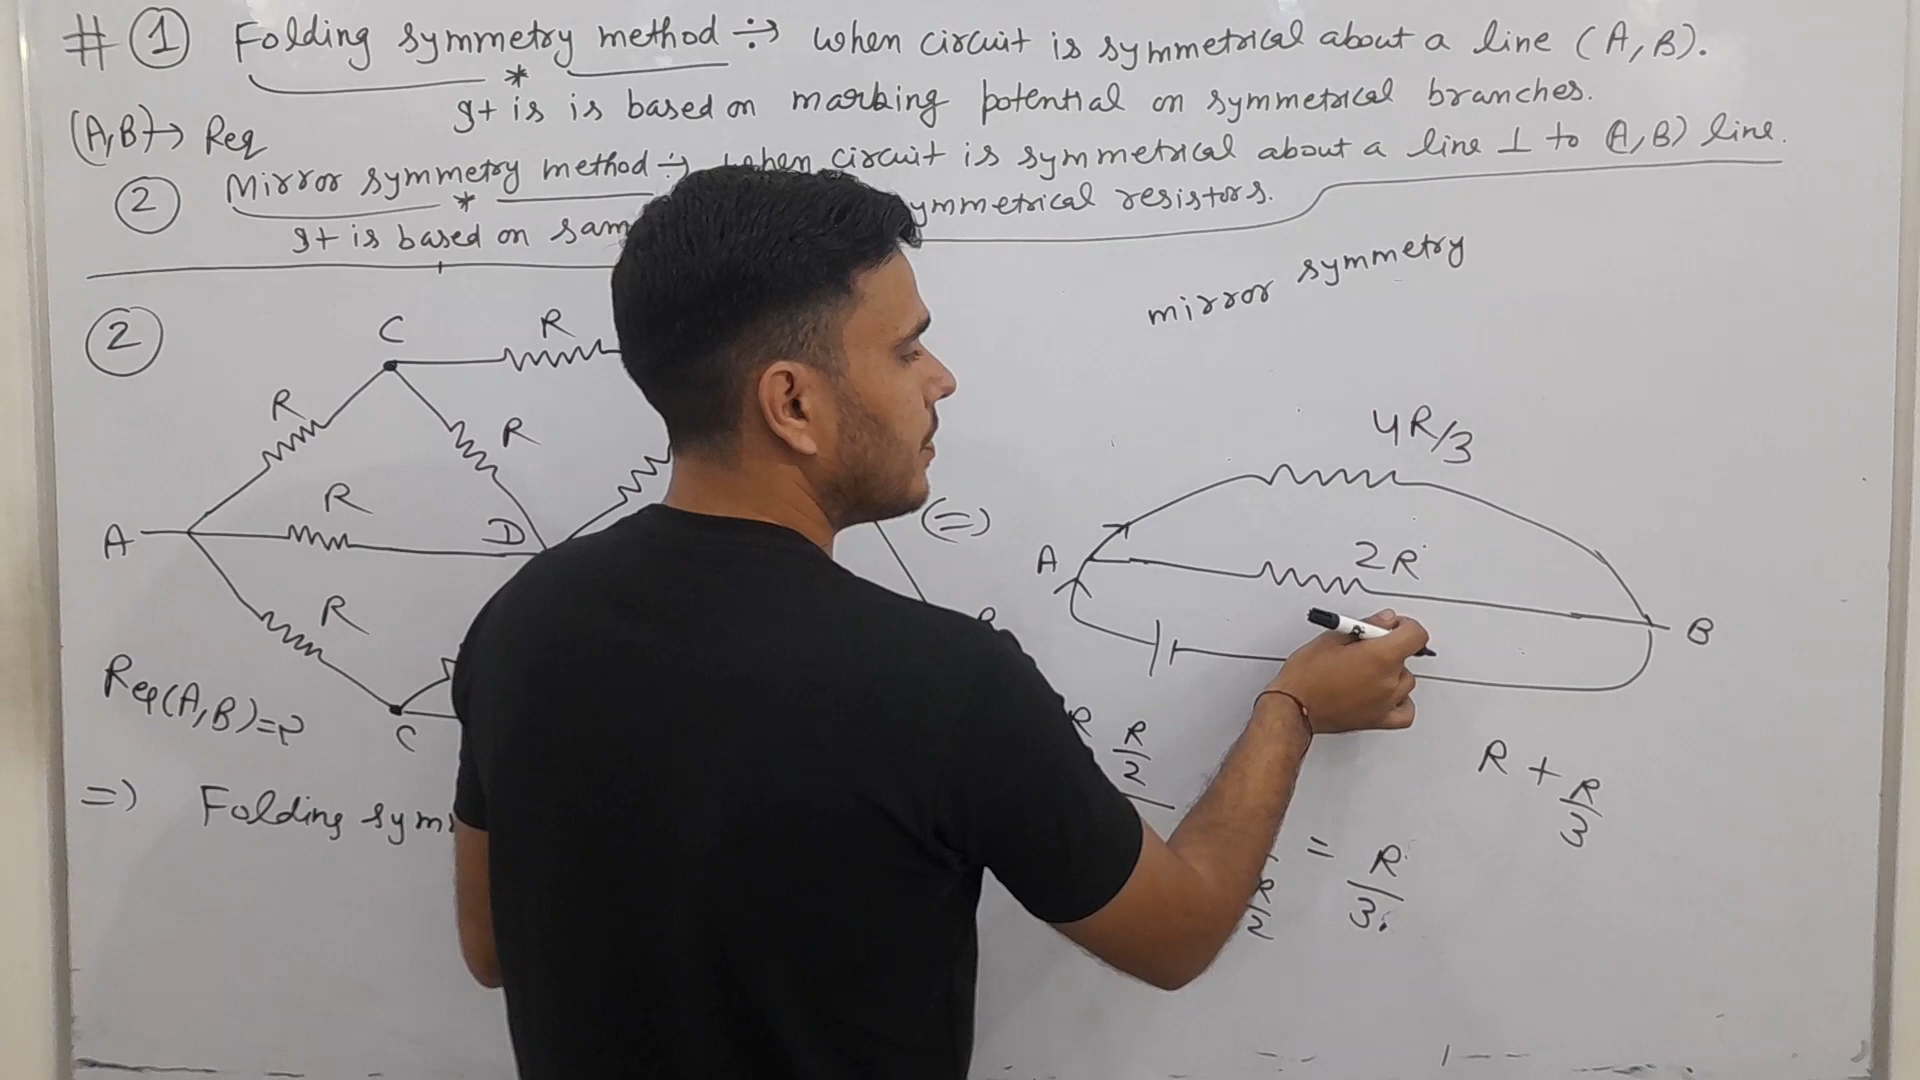 # ① Folding symmetry method ÷→ when circuit is symmetrical about a line (A, B).
* It is is based on marking potential on symmetrical branches.
(A,B)→ Req
② Mirror symmetry method ÷→ when circuit is symmetrical about a line ⊥ to (A, B) line.
* It is based on sam ymmetrical resistors.
mirror symmetry
②
C
R
R
R
R
A
D
R
C
Req(A,B)=?
=> Folding sym
(=)
4R/3
A
2R
B
R
R/2
R/2
= R/3
R + R/3